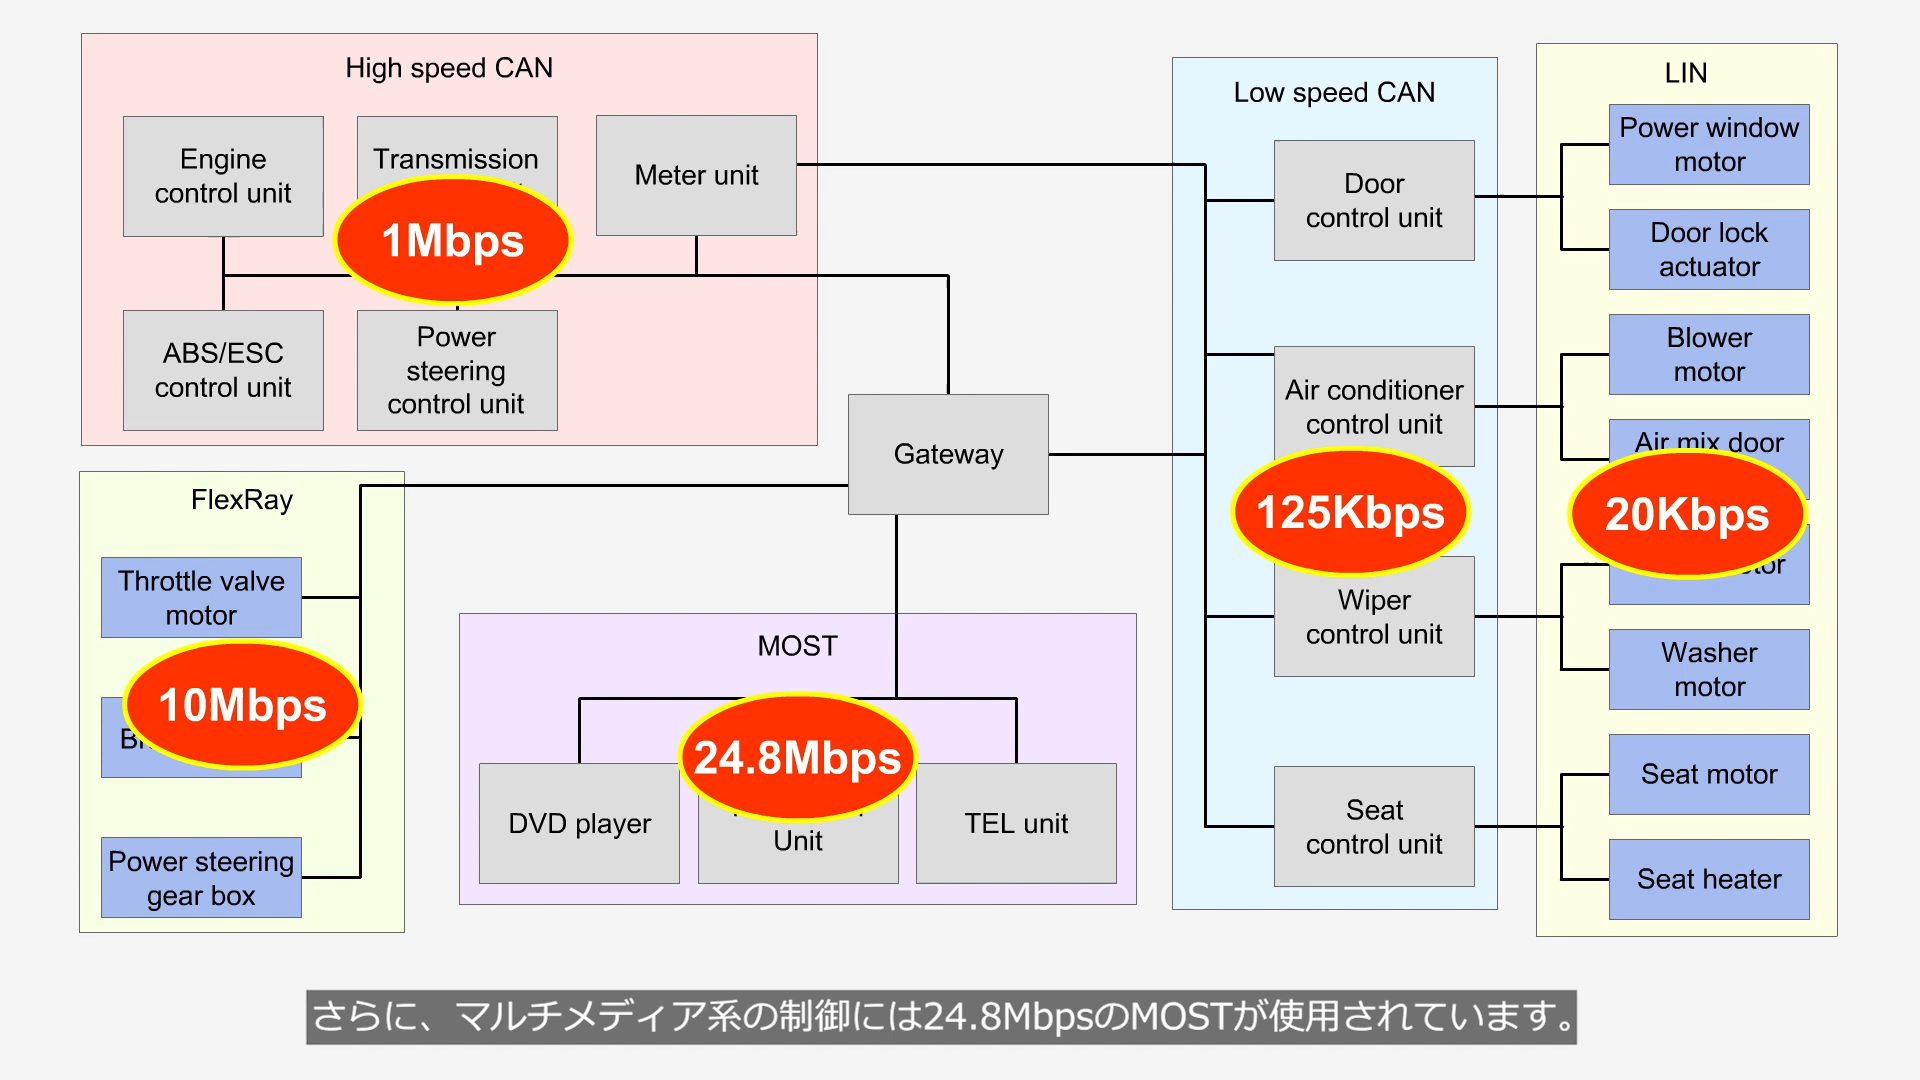 High speed CAN
Engine
control unit
Transmission
Meter unit
1Mbps
ABS/ESC
control unit
Power
steering
control unit
Gateway
FlexRay
Throttle valve
motor
10Mbps
Power steering
gear box
MOST
24.8Mbps
DVD player
Unit
TEL unit
Low speed CAN
Door
control unit
Air conditioner
control unit
125Kbps
Wiper
control unit
Seat
control unit
LIN
Power window
motor
Door lock
actuator
Blower
motor
Air mix door
20Kbps
Washer
motor
Seat motor
Seat heater
さらに、マルチメディア系の制御には24.8MbpsのMOSTが使用されています。